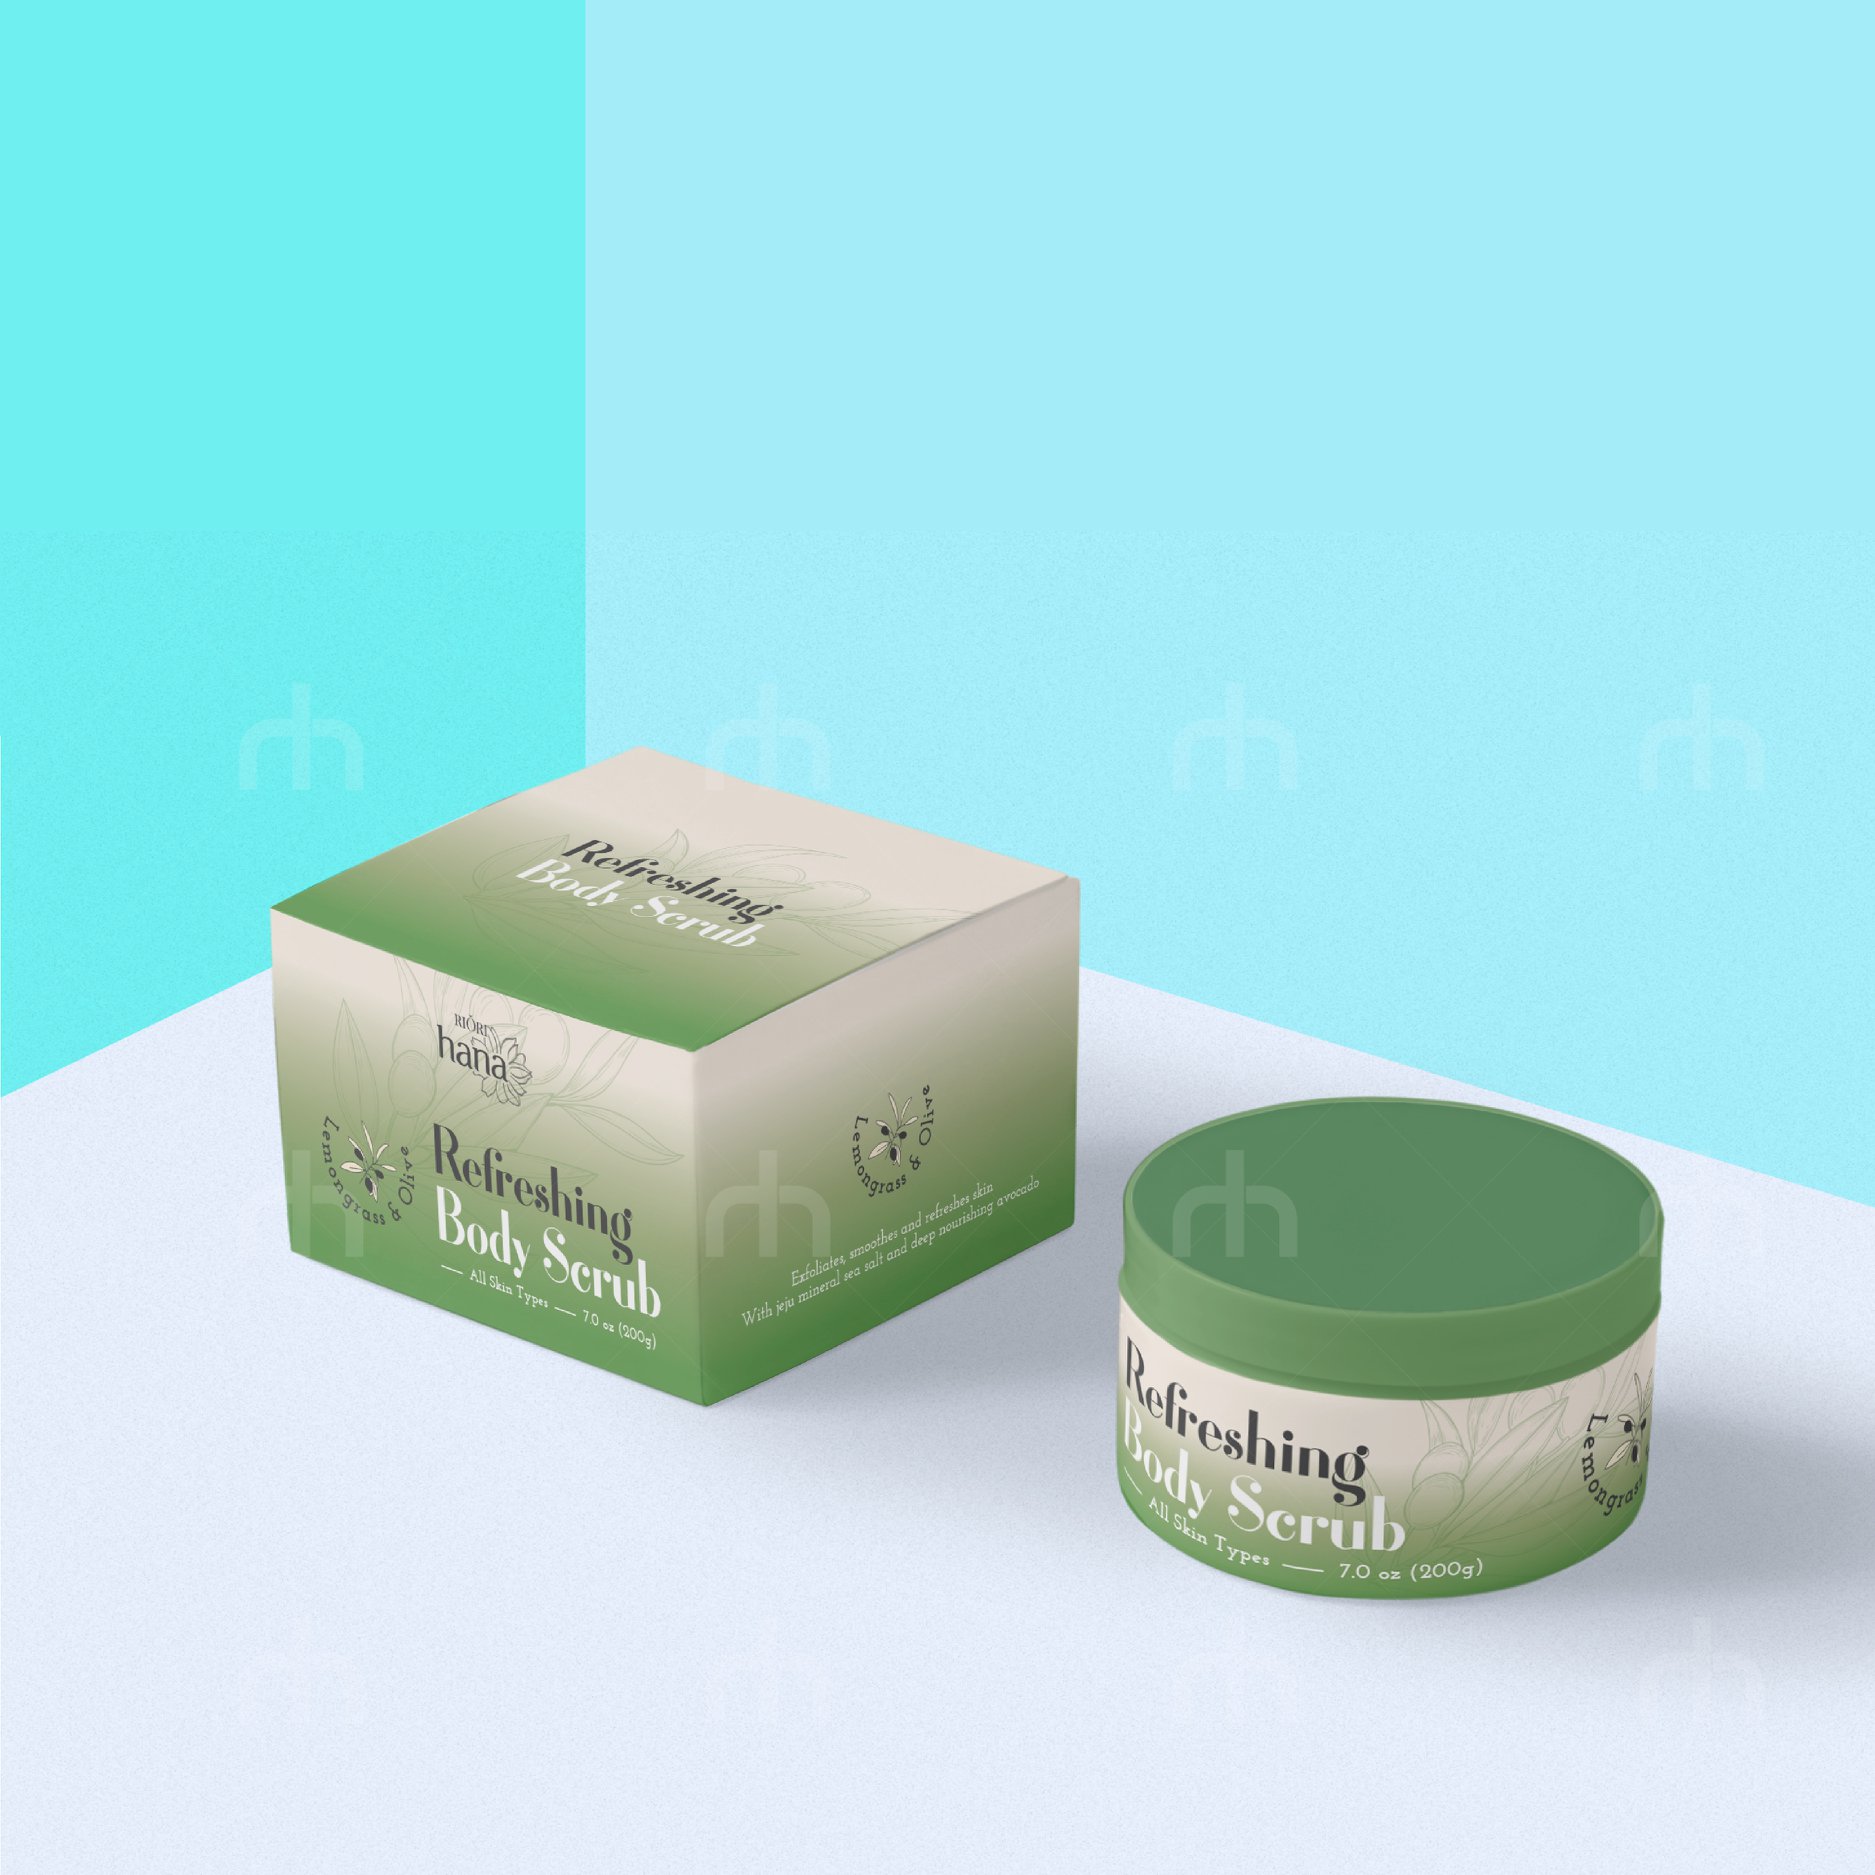 Refreshing
Body Scrub
RIŌRI
hana
Lemongrass & Olive
Refreshing
Body Scrub
All Skin Types — 7.0 oz (200g)
Lemongrass & Olive
Exfoliates, smoothes and refreshes skin
With jeju mineral sea salt and deep nourishing avocado
Refreshing
Body Scrub
All Skin Types — 7.0 oz (200g)
Lemongrass